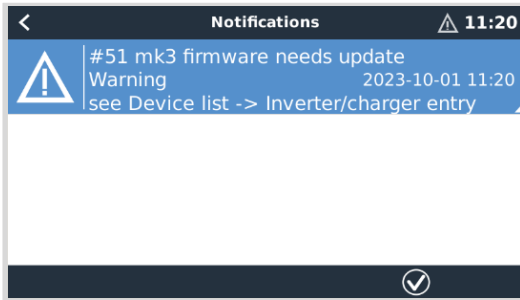 Notifications
11:20
#51 mk3 firmware needs update
Warning 2023-10-01 11:20
see Device list -> Inverter/charger entry